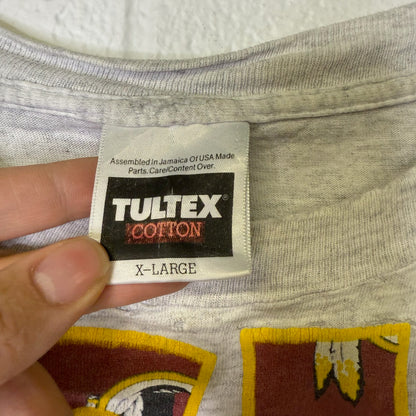 Assembled In Jamaica Of USA Made
Parts. Care/Content Over.
TULTEX®
COTTON
X-LARGE